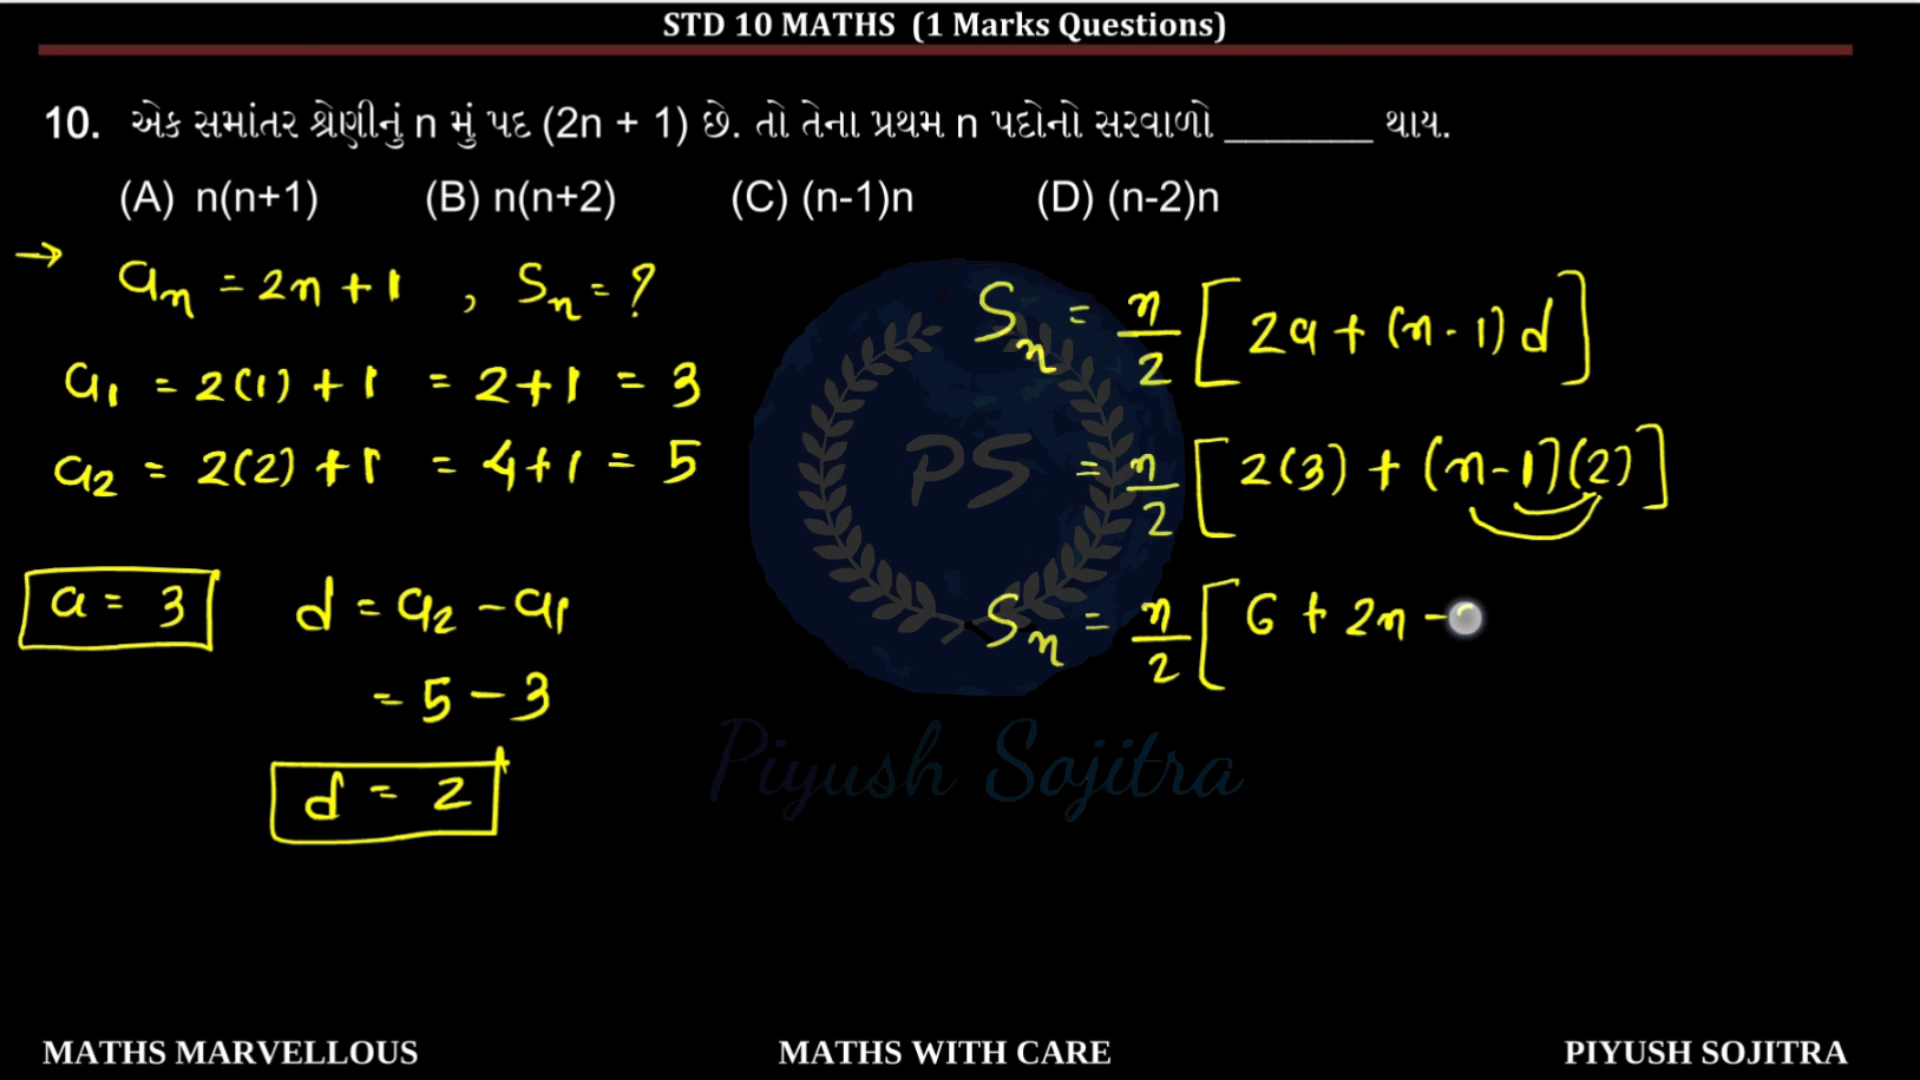 STD 10 MATHS (1 Marks Questions)
10. એક સમાંતર શ્રેણીનું n મું પદ (2n + 1) છે. તો તેના પ્રથમ n પદોનો સરવાળો _______ થાય.
(A) n(n+1) (B) n(n+2) (C) (n-1)n (D) (n-2)n
→ aₙ = 2n + 1 , Sₙ = ?
a₁ = 2(1) + 1 = 2+1 = 3
a₂ = 2(2) + 1 = 4+1 = 5
a = 3
d = a₂ - a₁
= 5 - 3
d = 2
Sₙ = n/2 [2a + (n-1)d]
= n/2 [2(3) + (n-1)(2)]
Sₙ = n/2 [6 + 2n -
PS
Piyush Sojitra
MATHS MARVELLOUS
MATHS WITH CARE
PIYUSH SOJITRA